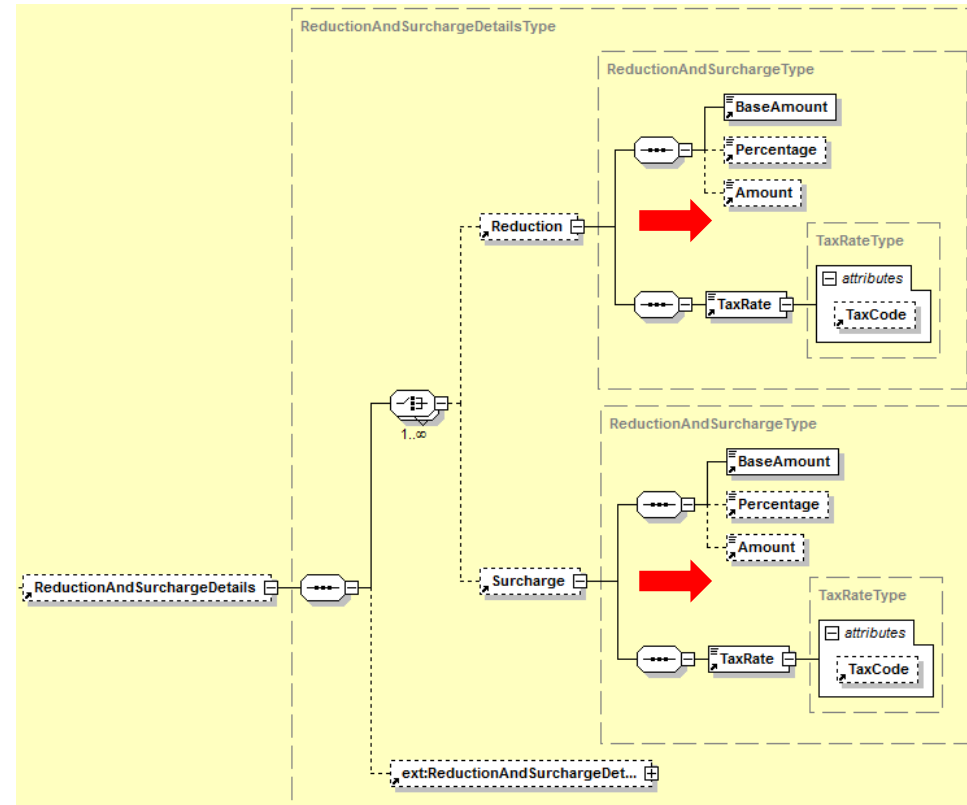 ReductionAndSurchargeDetailsType
ReductionAndSurchargeType
BaseAmount
Percentage
Amount
Reduction
TaxRateType
attributes
TaxRate
TaxCode
1..∞
ReductionAndSurchargeType
BaseAmount
Percentage
Amount
ReductionAndSurchargeDetails
Surcharge
TaxRateType
attributes
TaxRate
TaxCode
ext:ReductionAndSurchargeDet...